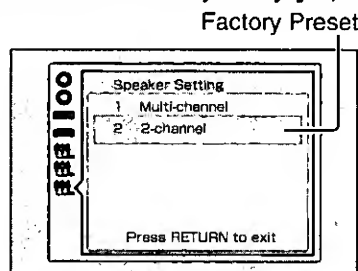 Factory Preset
Speaker Setting
1 Multi-channel
2 2-channel
Press RETURN to exit